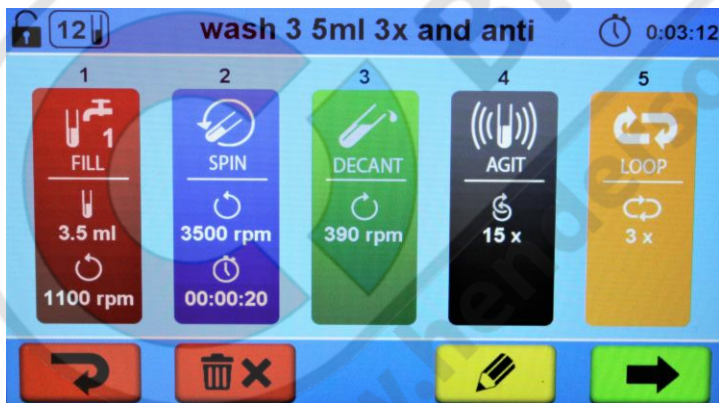 12 wash 3 5ml 3x and anti 0:03:12
1 2 3 4 5
1
FILL SPIN DECANT AGIT LOOP
3.5 ml 3500 rpm 390 rpm 15 x 3 x
1100 rpm 00:00:20